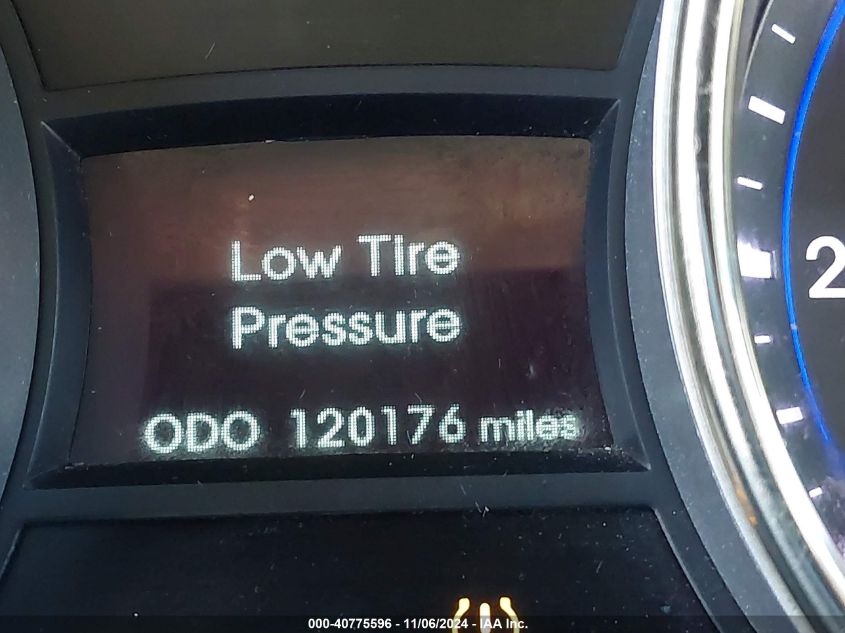 Low Tire
Pressure
ODO 120176 miles
2
000-40775596 - 11/06/2024 - IAA Inc.